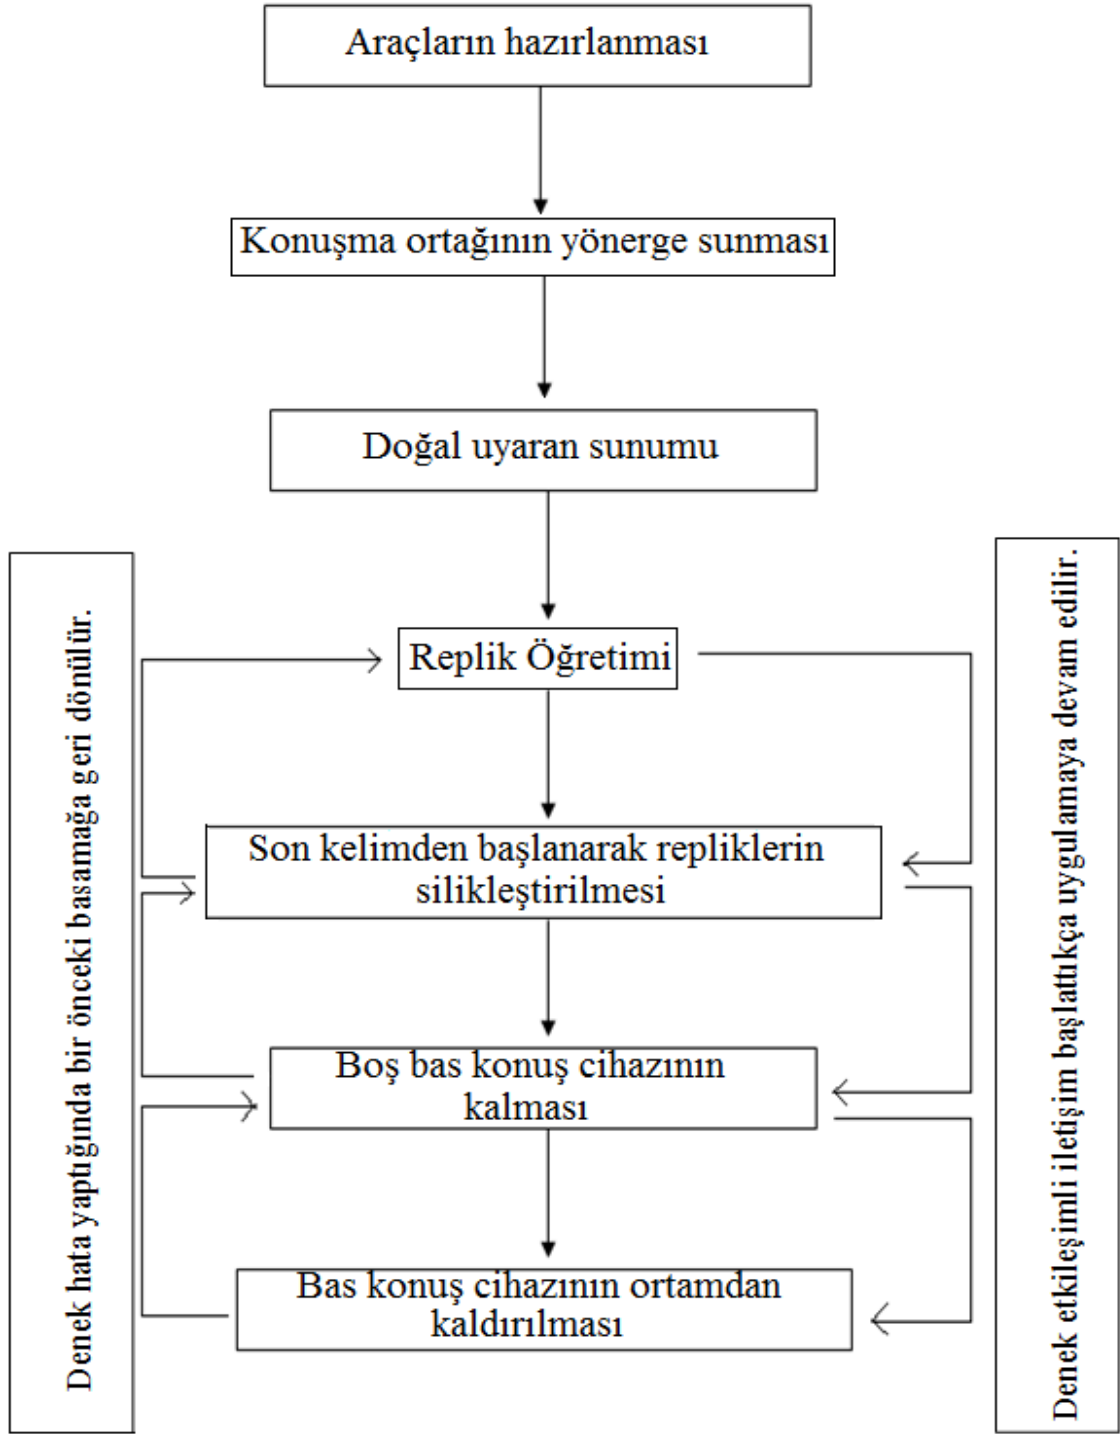 Araçların hazırlanması
Konuşma ortağının yönerge sunması
Doğal uyaran sunumu
Replik Öğretimi
Son kelimden başlanarak repliklerin
silikleştirilmesi
Boş bas konuş cihazının
kalması
Bas konuş cihazının ortamdan
kaldırılması
Denek hata yaptığında bir önceki basamağa geri dönülür.
Denek etkileşimli iletişim başlattıkça uygulamaya devam edilir.